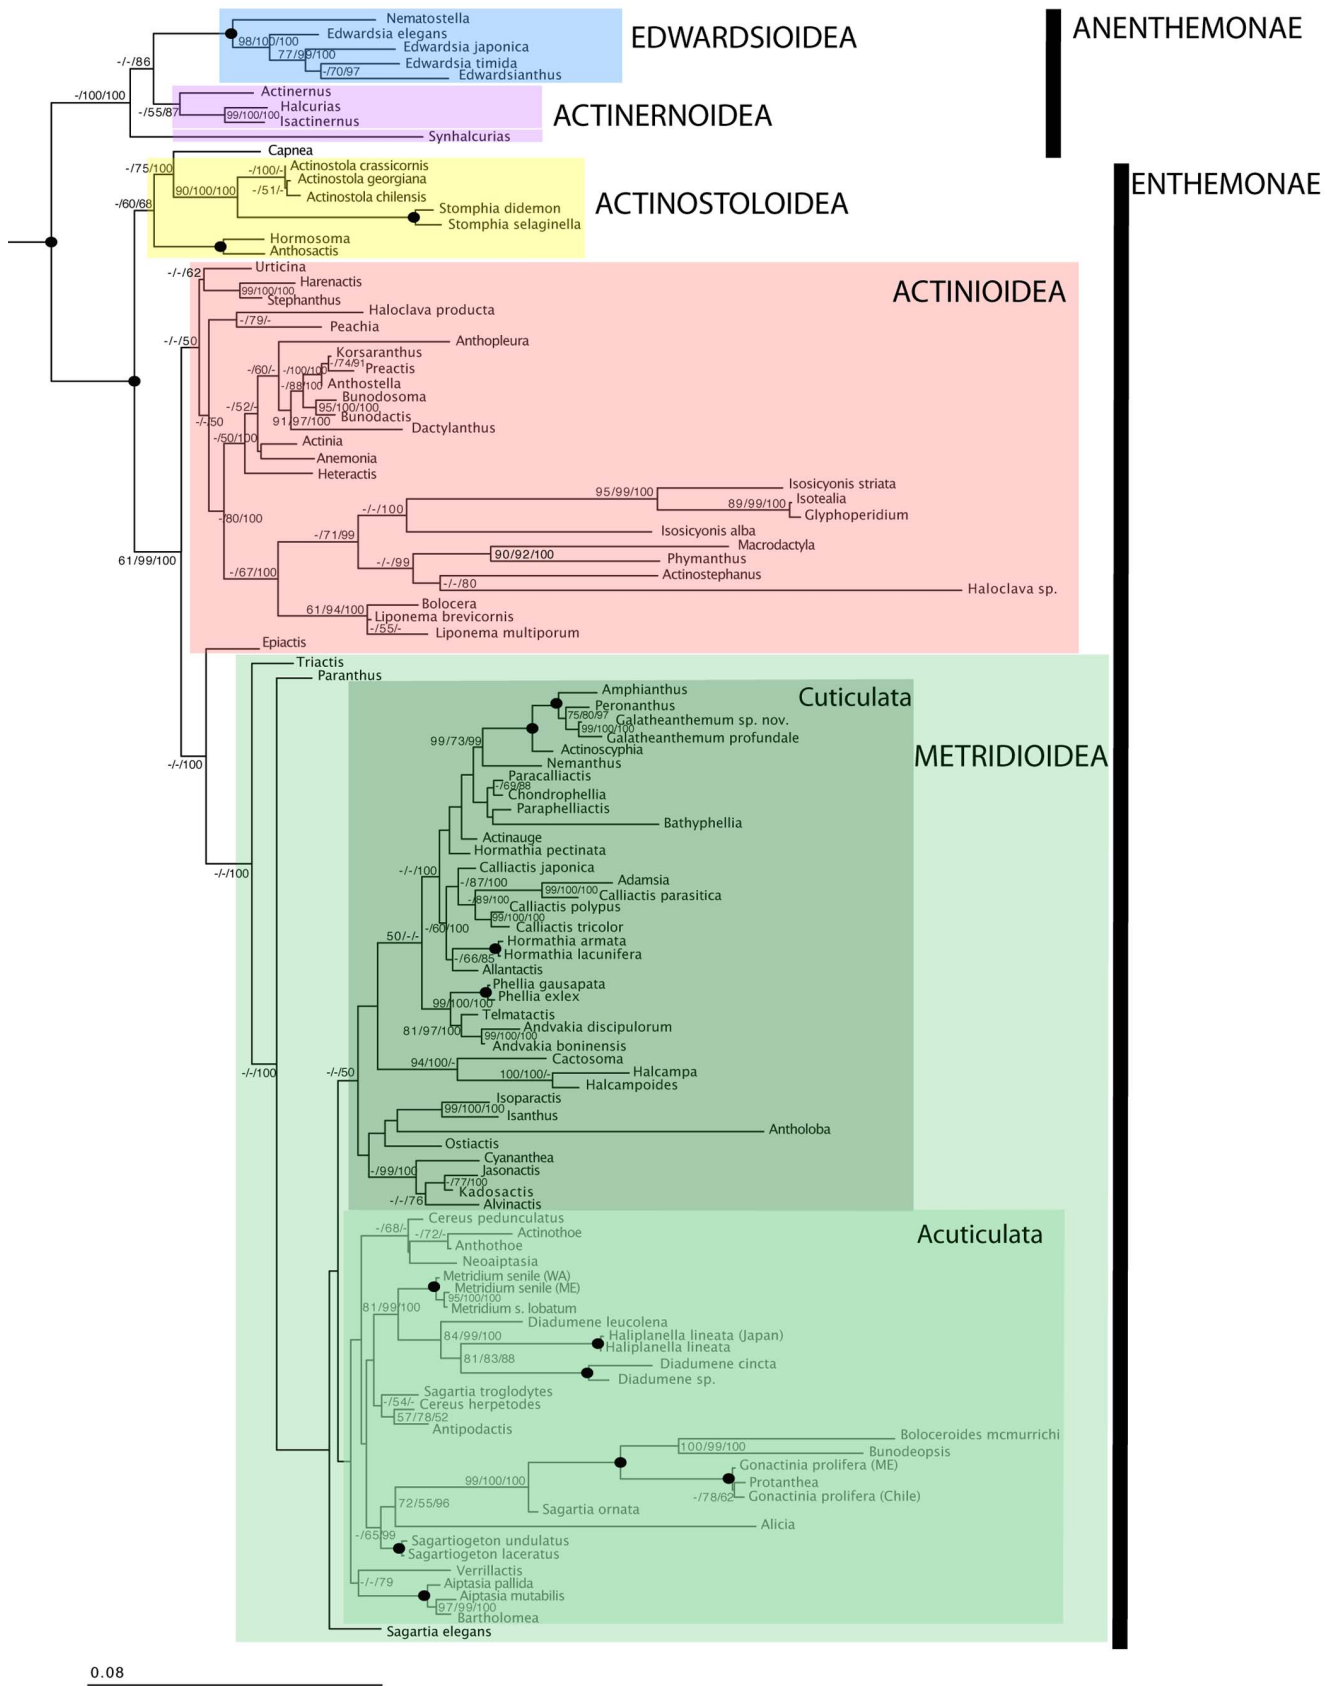 Nematostella
98/100/100
Edwardsia elegans
77/99/100
Edwardsia japonica
Edwardsia timida
-/70/97
Edwardsianthus
EDWARDSIOIDEA
ANENTHEMONAE
-/-/86
-/100/100
-/55/87
Actinernus
Halcurias
99/100/100
Isactinernus
Synhalcurias
ACTINERNOIDEA
Capnea
-/75/100
-/100/-
Actinostola crassicornis
Actinostola georgiana
90/100/100
-/51/-
Actinostola chilensis
-/60/68
Stomphia didemon
Stomphia selaginella
Hormosoma
Anthosactis
ACTINOSTOLOIDEA
ENTHEMONAE
-/-/62
Urticina
Harenactis
99/100/100
Stephanthus
ACTINIOIDEA
Haloclava producta
-/79/-
Peachia
-/-/50
Anthopleura
Korsaranthus
-/74/91
-/60/-
-/100/100
Preactis
-/88/100
Anthostella
Bunodosoma
-/52/-
95/100/100
Bunodactis
-/-/50
91/97/100
Dactylanthus
-/50/100
Actinia
Anemonia
Heteractis
Isosicyonis striata
95/99/100
Isotealia
89/99/100
Glyphoperidium
-/-/100
-/80/100
Isosicyonis alba
-/71/99
Macrodactyla
90/92/100
Phymanthus
61/99/100
-/-/99
-/67/100
Actinostephanus
-/-/80
Haloclava sp.
Bolocera
61/94/100
Liponema brevicornis
-/55/-
Liponema multiporum
Epiactis
Triactis
Paranthus
Cuticulata
METRIDIOIDEA
Amphianthus
Peronanthus
75/80/97
Galatheanthemum sp. nov.
99/100/100
Galatheanthemum profundale
99/73/99
Actinoscyphia
-/-/100
Nemanthus
Paracalliactis
-/69/88
Chondrophellia
Paraphelliactis
Bathyphellia
Actinauge
Hormathia pectinata
-/-/100
-/-/100
Calliactis japonica
-/87/100
Adamsia
99/100/100
Calliactis parasitica
-/89/100
Calliactis polypus
99/100/100
Calliactis tricolor
-/60/100
50/-/-
Hormathia armata
Hormathia lacunifera
-/66/85
Allantactis
Phellia gausapata
Phellia exlex
99/100/100
Telmatactis
81/97/100
Andvakia discipulorum
99/100/100
Andvakia boninensis
Cactosoma
94/100/-
-/-/100
-/-/50
100/100/-
Halcampa
Halcampoides
Isoparactis
99/100/100
Isanthus
Antholoba
Ostiactis
Cyananthea
-/99/100
Jasonactis
-/77/100
Kadosactis
-/-/76
Alvinactis
Cereus pedunculatus
Acuticulata
-/68/-
-/72/-
Actinothoe
Anthothoe
Neoaiptasia
Metridium senile (WA)
Metridium senile (ME)
95/100/100
81/99/100
Metridium s. lobatum
Diadumene leucolena
84/99/100
Haliplanella lineata (Japan)
Haliplanella lineata
81/83/88
Diadumene cincta
Diadumene sp.
Sagartia troglodytes
-/54/-
Cereus herpetodes
57/78/52
Antipodactis
Boloceroides mcmurrichi
100/99/100
Bunodeopsis
Gonactinia prolifera (ME)
99/100/100
Protanthea
-/78/62
Gonactinia prolifera (Chile)
72/55/96
Sagartia ornata
Alicia
-/65/99
Sagartiogeton undulatus
Sagartiogeton laceratus
Verrillactis
-/-/79
Aiptasia pallida
Aiptasia mutabilis
97/99/100
Bartholomea
Sagartia elegans
0.08